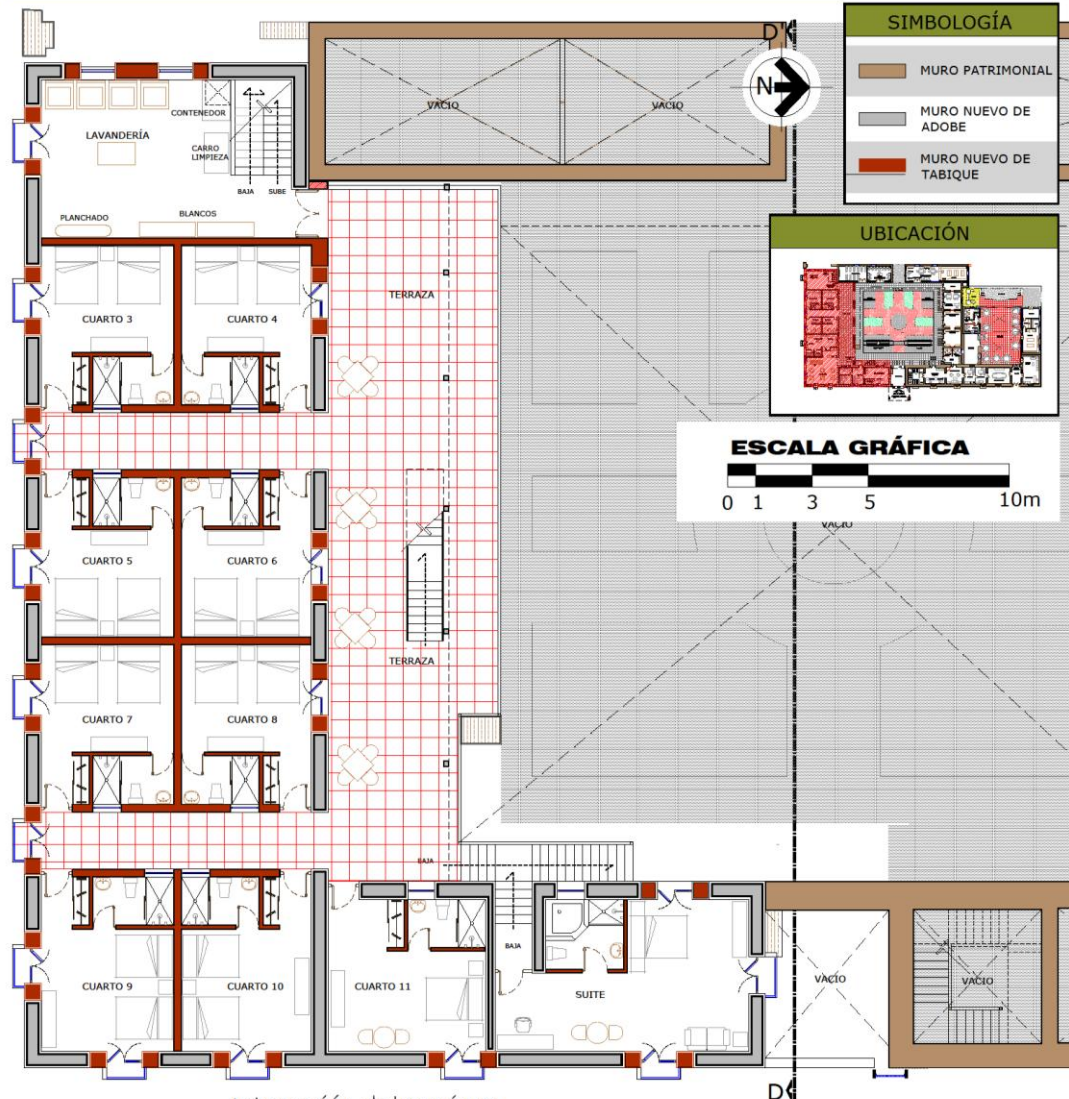 D'
SIMBOLOGÍA
MURO PATRIMONIAL
MURO NUEVO DE
ADOBE
MURO NUEVO DE
TABIQUE
N
VACIO
VACIO
CONTENEDOR
LAVANDERÍA
CARRO
LIMPIEZA
BAJA
SUBE
PLANCHADO
BLANCOS
UBICACIÓN
TERRAZA
CUARTO 3
CUARTO 4
ESCALA GRÁFICA
0 1 3 5 10m
VACIO
CUARTO 5
CUARTO 6
TERRAZA
CUARTO 7
CUARTO 8
BAJA
BAJA
CUARTO 9
CUARTO 10
CUARTO 11
SUITE
VACIO
VACIO
D